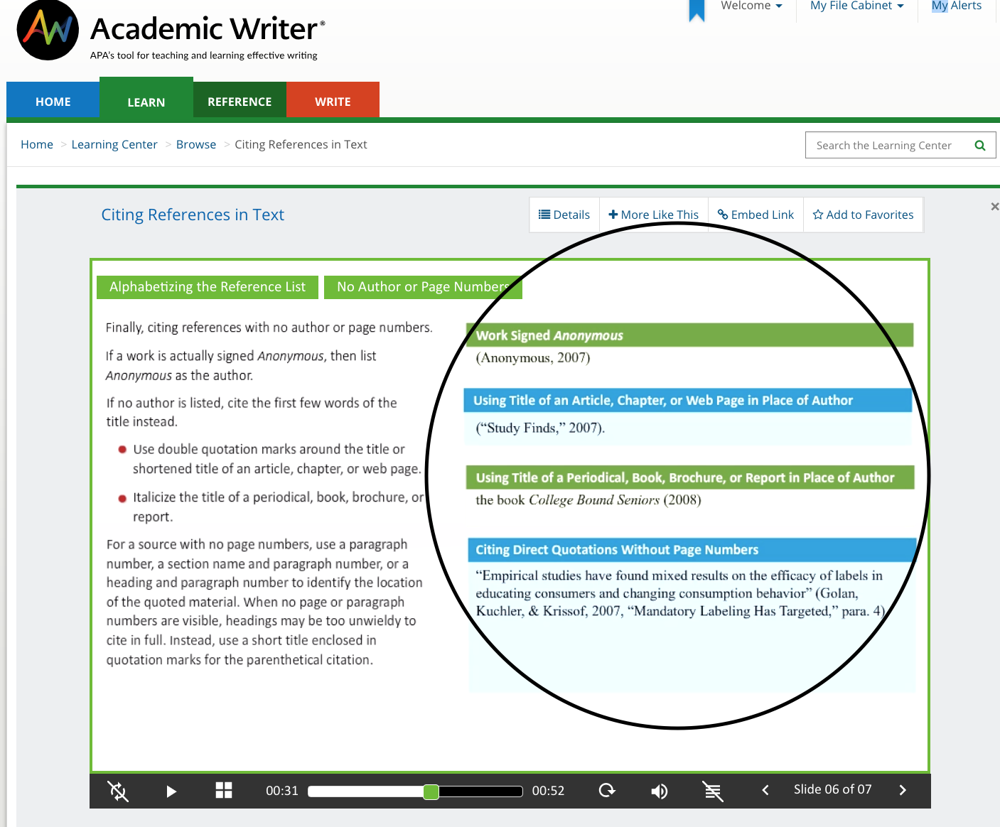 Welcome
My File Cabinet
My Alerts
AW
Academic Writer®
APA's tool for teaching and learning effective writing
HOME
LEARN
REFERENCE
WRITE
Home > Learning Center > Browse > Citing References in Text
Search the Learning Center
Citing References in Text
Details
More Like This
Embed Link
Add to Favorites
Alphabetizing the Reference List
No Author or Page Numbers
Finally, citing references with no author or page numbers.
If a work is actually signed Anonymous, then list
Anonymous as the author.
If no author is listed, cite the first few words of the
title instead.
Use double quotation marks around the title or
shortened title of an article, chapter, or web page.
Italicize the title of a periodical, book, brochure, or
report.
For a source with no page numbers, use a paragraph
number, a section name and paragraph number, or a
heading and paragraph number to identify the location
of the quoted material. When no page or paragraph
numbers are visible, headings may be too unwieldy to
cite in full. Instead, use a short title enclosed in
quotation marks for the parenthetical citation.
Work Signed Anonymous
(Anonymous, 2007)
Using Title of an Article, Chapter, or Web Page in Place of Author
(“Study Finds,” 2007).
Using Title of a Periodical, Book, Brochure, or Report in Place of Author
the book College Bound Seniors (2008)
Citing Direct Quotations Without Page Numbers
“Empirical studies have found mixed results on the efficacy of labels in
educating consumers and changing consumption behavior” (Golan,
Kuchler, & Krissof, 2007, “Mandatory Labeling Has Targeted,” para. 4)
00:31
00:52
Slide 06 of 07